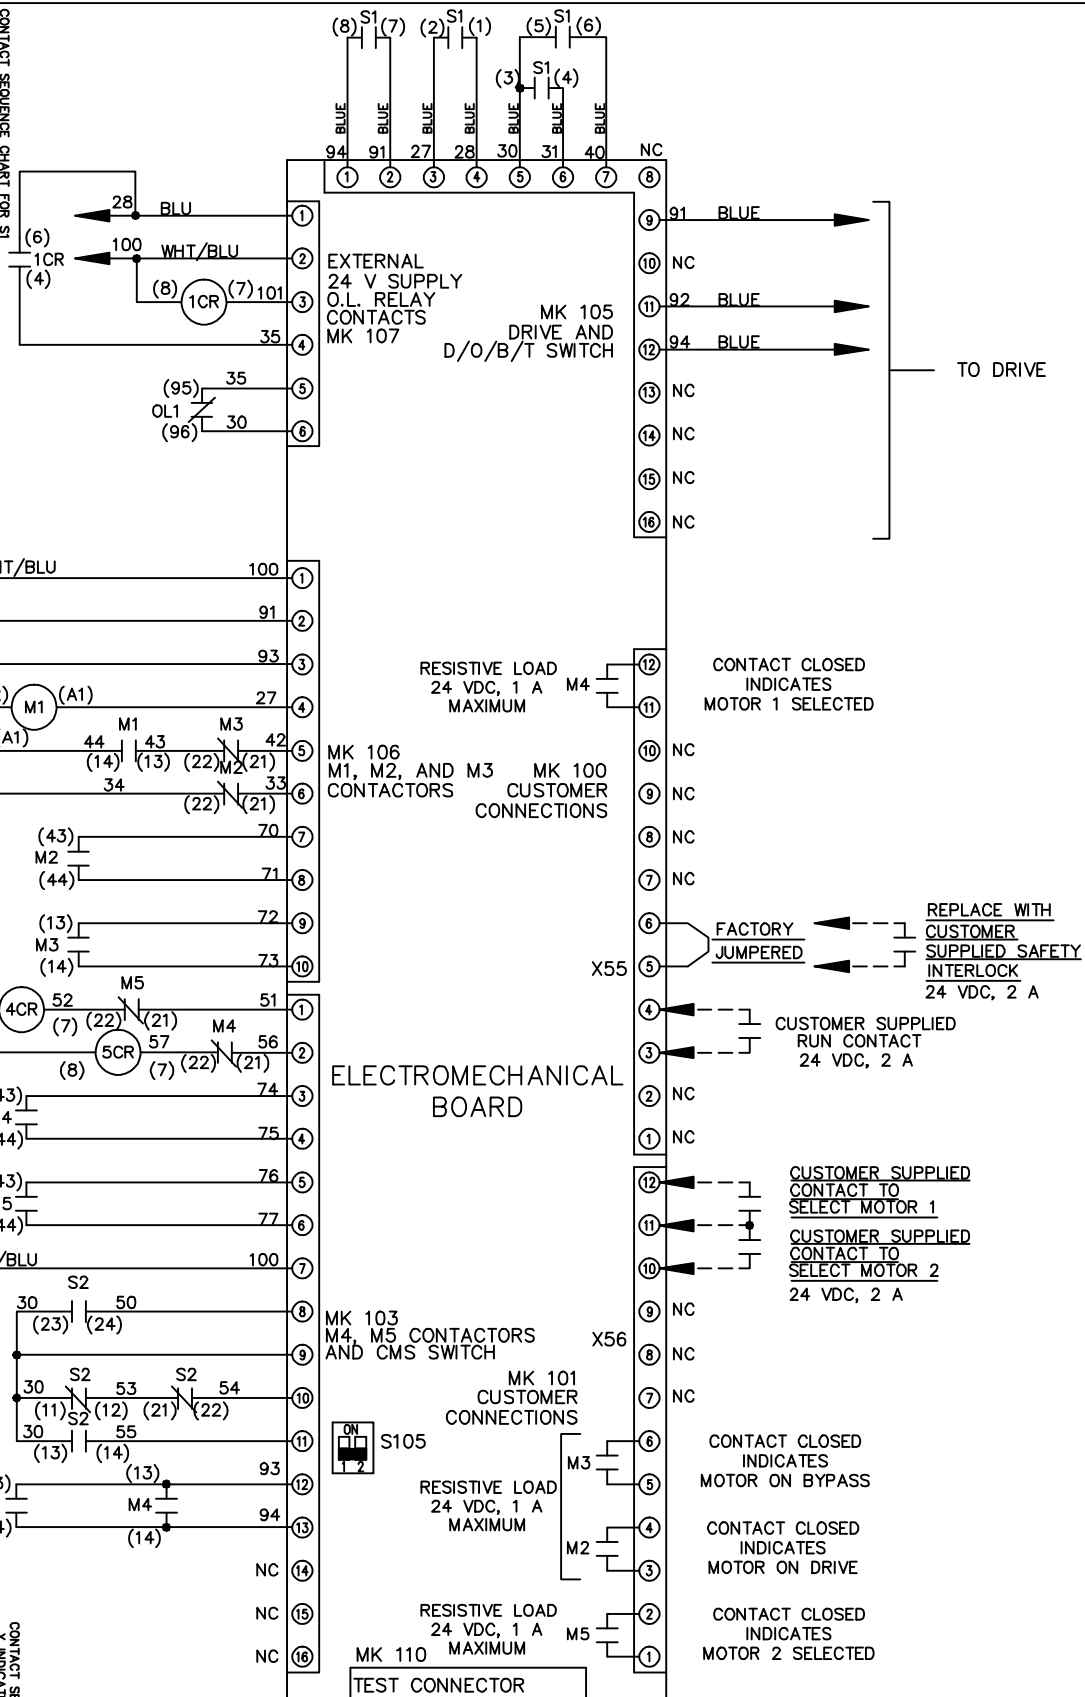 CONTACT SEQUENCE CHART FOR S1
(8) S1 (7) (2) S1 (1) (5) S1 (6)
(3) S1 (4)
BLUE BLUE BLUE BLUE BLUE BLUE BLUE
94 91 27 28 30 31 40 NC
1 2 3 4 5 6 7 8
28 BLU 1
100 WHT/BLU 2
(6)
1CR
(4)
(8) 1CR (7) 101 3
35 4
(95) 35 5
OL1
(96) 30 6
EXTERNAL
24 V SUPPLY
O.L. RELAY
CONTACTS
MK 107
MK 105
DRIVE AND
D/O/B/T SWITCH
9 91 BLUE
10 NC
11 92 BLUE
12 94 BLUE
13 NC
14 NC
15 NC
16 NC
TO DRIVE
IT/BLU 100 1
91 2
93 3
M1 (A1) 27 4
A1) 44 M1 43 M3 42 5
(14) (13) (22) (21)
34 M2 33 6
(22) (21)
(43) 70 7
M2
(44) 71 8
(13) 72 9
M3
(14) 73 10
MK 106
M1, M2, AND M3
CONTACTORS
RESISTIVE LOAD
24 VDC, 1 A
MAXIMUM
M4
12
11
CONTACT CLOSED
INDICATES
MOTOR 1 SELECTED
MK 100
CUSTOMER
CONNECTIONS
10 NC
9 NC
8 NC
7 NC
6
X55 5
FACTORY
JUMPERED
REPLACE WITH
CUSTOMER
SUPPLIED SAFETY
INTERLOCK
24 VDC, 2 A
4
3
CUSTOMER SUPPLIED
RUN CONTACT
24 VDC, 2 A
2 NC
1 NC
4CR 52 M5 51 1
(7) (22) (21)
5CR 57 M4 56 2
(8) (7) (22) (21)
43) 74 3
4
44) 75 4
43) 76 5
5
44) 77 6
/BLU 100 7
ELECTROMECHANICAL
BOARD
12
11
10
CUSTOMER SUPPLIED
CONTACT TO
SELECT MOTOR 1
CUSTOMER SUPPLIED
CONTACT TO
SELECT MOTOR 2
24 VDC, 2 A
9 NC
X56 8 NC
7 NC
S2
30 50 8
(23) (24)
9
S2 S2
30 53 54 10
(11) (12) (21) (22)
S2
30 55 11
(13) (14)
(13) 93 12
M4
94 13
(14)
NC 14
NC 15
NC 16
MK 103
M4, M5 CONTACTORS
AND CMS SWITCH
MK 101
CUSTOMER
CONNECTIONS
ON
1 2
S105
RESISTIVE LOAD
24 VDC, 1 A
MAXIMUM
M3
6
5
CONTACT CLOSED
INDICATES
MOTOR ON BYPASS
M2
4
3
CONTACT CLOSED
INDICATES
MOTOR ON DRIVE
RESISTIVE LOAD
24 VDC, 1 A
MAXIMUM
M5
2
1
CONTACT CLOSED
INDICATES
MOTOR 2 SELECTED
MK 110
TEST CONNECTOR
CONTACT SE
X INDICAT